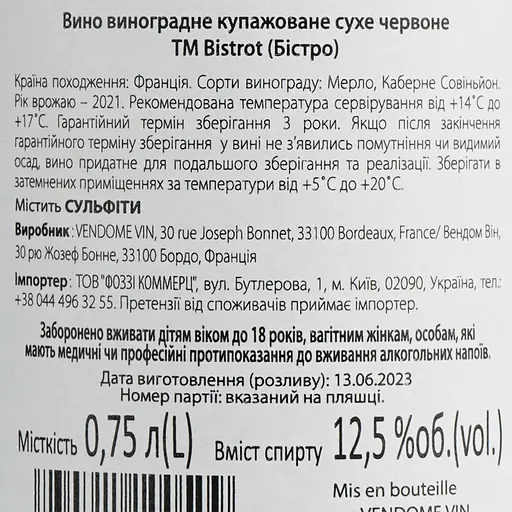 Вино виноградне купажоване сухе червоне
ТМ Bistrot (Бістро)
Країна походження: Франція. Сорти винограду: Мерло, Каберне Совіньйон.
Рік врожаю – 2021. Рекомендована температура сервірування від +14˚С до
+17˚С. Гарантійний термін зберігання 3 роки. Якщо після закінчення
гарантійного терміну зберігання у вині не з’явились помутніння чи видимий
осад, вино придатне для подальшого зберігання та реалізації. Зберігати в
затемнених приміщеннях за температури від +5˚С до +20˚С.
Містить СУЛЬФІТИ
Виробник : VENDOME VIN, 30 rue Joseph Bonnet, 33100 Bordeaux, France/ Вендом Він,
30 рю Жозеф Бонне, 33100 Бордо, Франція
Імпортер : ТОВ "ФОЗЗІ КОММЕРЦ", вул. Бутлерова, 1, м. Київ, 02090, Україна, тел.:
+38 044 496 32 55. Претензії від споживачів приймає імпортер.
Заборонено вживати дітям віком до 18 років, вагітним жінкам, особам, які
мають медичні чи професійні протипоказання до вживання алкогольних напоїв.
Дата виготовлення (розливу): 13.06.2023
Номер партії: вказаний на пляшці.
Місткість 0,75 л(L) Вміст спирту 12,5 %об.(vol.)
Mis en bouteille
VENDOME VIN